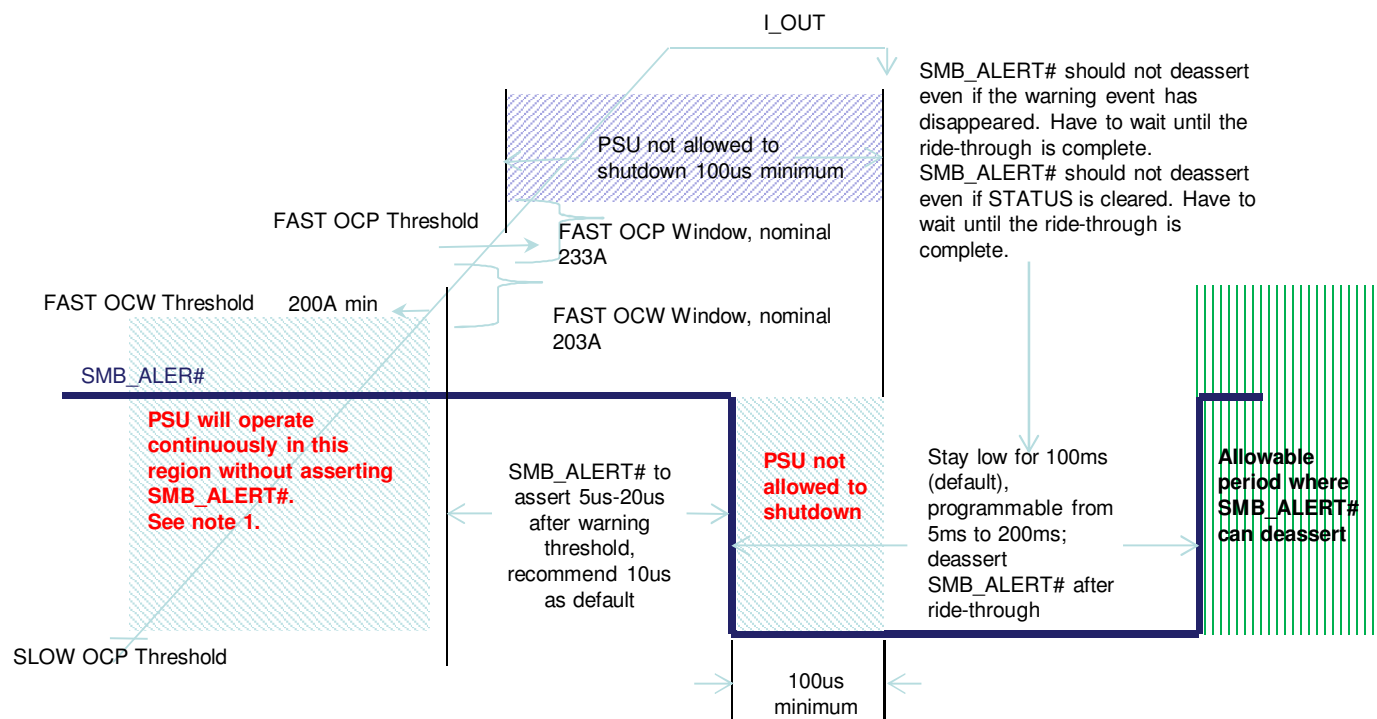 I_OUT
SMB_ALERT# should not deassert
even if the warning event has
disappeared. Have to wait until the
ride-through is complete.
SMB_ALERT# should not deassert
even if STATUS is cleared. Have to
wait until the ride-through is
complete.
PSU not allowed to
shutdown 100us minimum
FAST OCP Threshold
FAST OCP Window, nominal
233A
FAST OCW Threshold 200A min
FAST OCW Window, nominal
203A
SMB_ALER#
PSU will operate
continuously in this
region without asserting
SMB_ALERT#.
See note 1.
SMB_ALERT# to
assert 5us-20us
after warning
threshold,
recommend 10us
as default
PSU not
allowed to
shutdown
Stay low for 100ms
(default),
programmable from
5ms to 200ms;
deassert
SMB_ALERT# after
ride-through
Allowable
period where
SMB_ALERT#
can deassert
SLOW OCP Threshold
100us
minimum